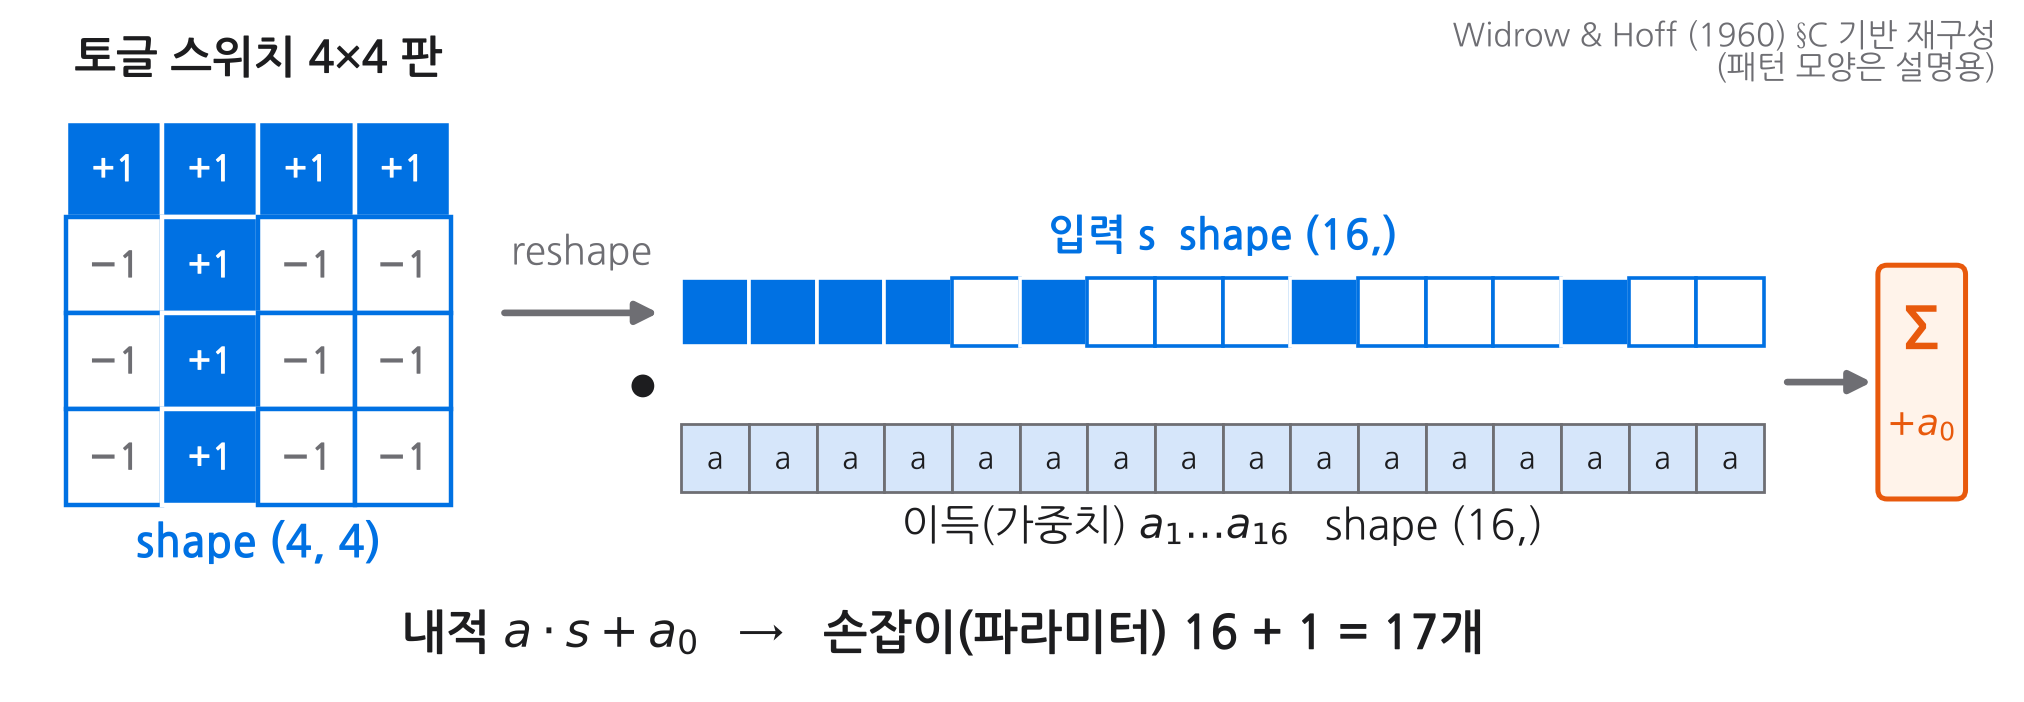 토글 스위치 4×4 판
Widrow & Hoff (1960) §C 기반 재구성
(패턴 모양은 설명용)
+1 +1 +1 +1
−1 +1 −1 −1
−1 +1 −1 −1
−1 +1 −1 −1
shape (4, 4)
reshape
입력 s shape (16,)
a a a a a a a a a a a a a a a a
이득(가중치) a₁…a₁₆ shape (16,)
Σ
+a₀
내적 a · s + a₀ → 손잡이(파라미터) 16 + 1 = 17개